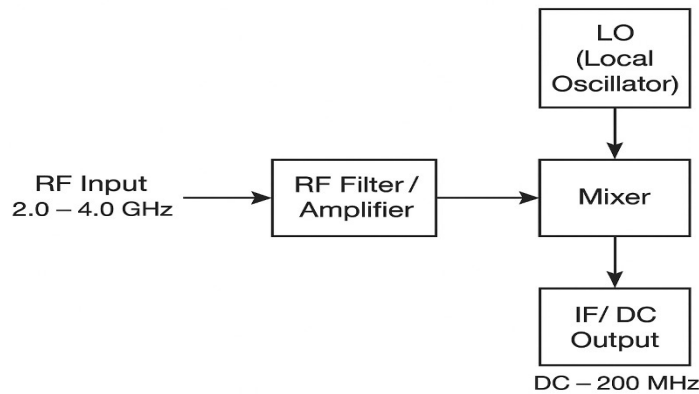 LO
(Local
Oscillator)
RF Input
2.0 – 4.0 GHz
RF Filter /
Amplifier
Mixer
IF/ DC
Output
DC – 200 MHz